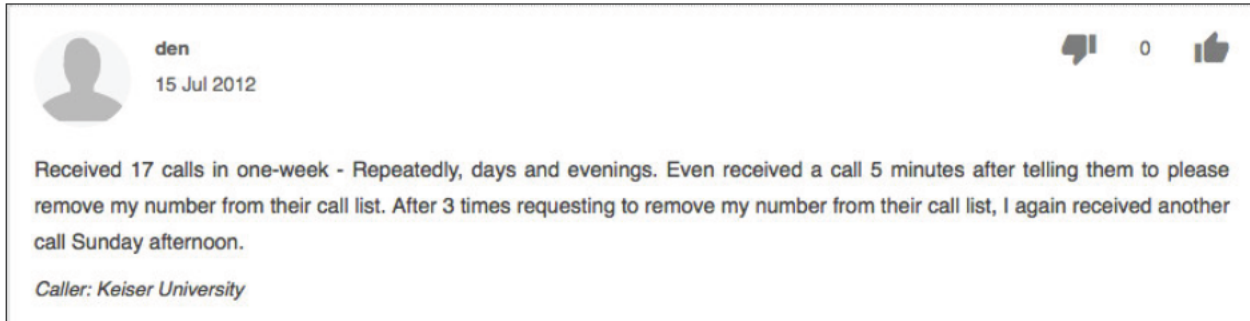 den
0
15 Jul 2012
Received 17 calls in one-week - Repeatedly, days and evenings. Even received a call 5 minutes after telling them to please
remove my number from their call list. After 3 times requesting to remove my number from their call list, I again received another
call Sunday afternoon.
Caller: Keiser University